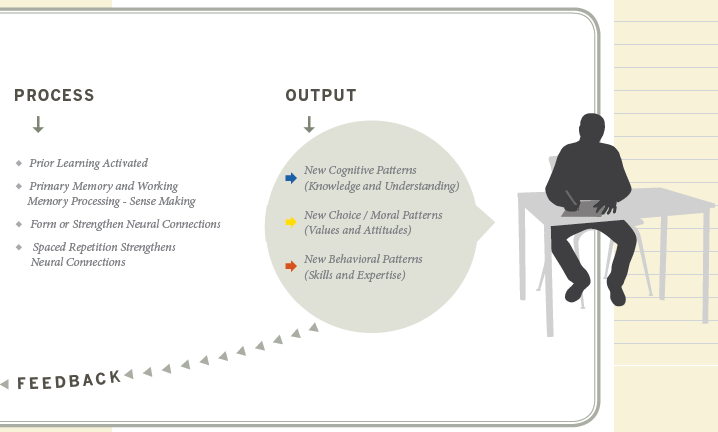 PROCESS
Prior Learning Activated
Primary Memory and Working
Memory Processing - Sense Making
Form or Strengthen Neural Connections
Spaced Repetition Strengthens
Neural Connections
OUTPUT
New Cognitive Patterns
(Knowledge and Understanding)
New Choice / Moral Patterns
(Values and Attitudes)
New Behavioral Patterns
(Skills and Expertise)
FEEDBACK